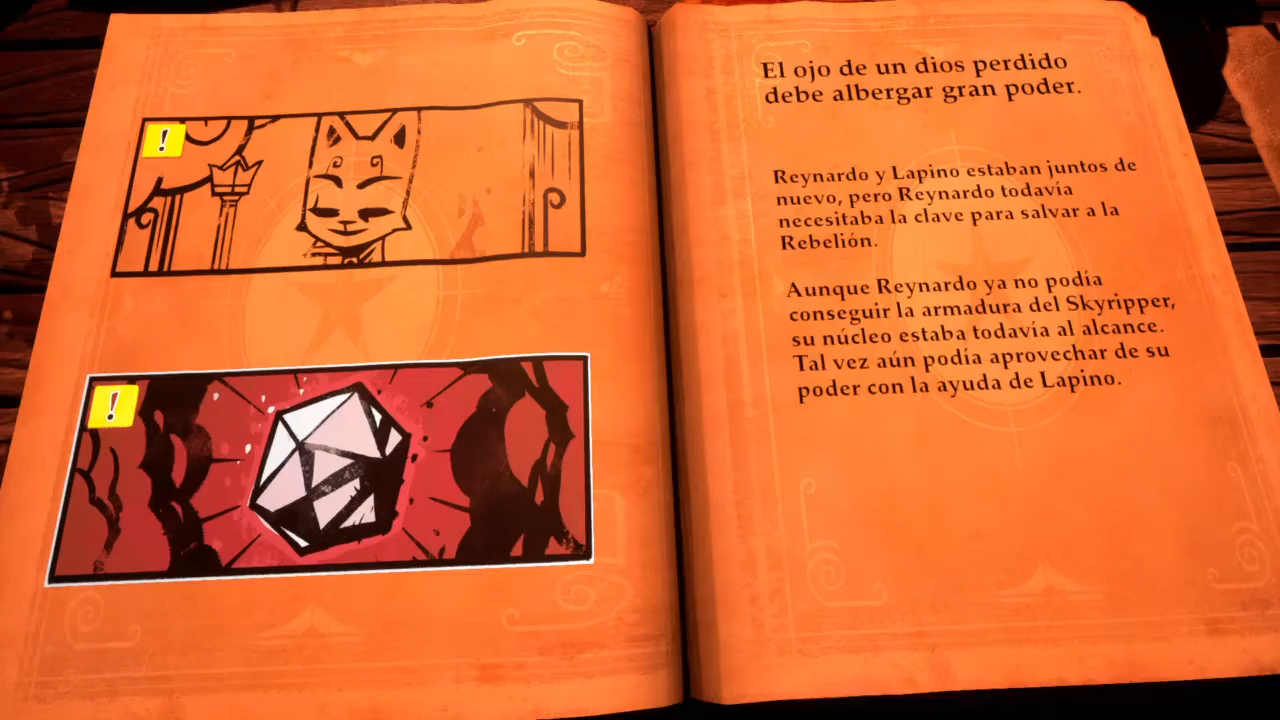 !
!
El ojo de un dios perdido
debe albergar gran poder.
Reynardo y Lapino estaban juntos de
nuevo, pero Reynardo todavía
necesitaba la clave para salvar a la
Rebelión.
Aunque Reynardo ya no podía
conseguir la armadura del Skyripper,
su núcleo estaba todavía al alcance.
Tal vez aún podía aprovechar de su
poder con la ayuda de Lapino.